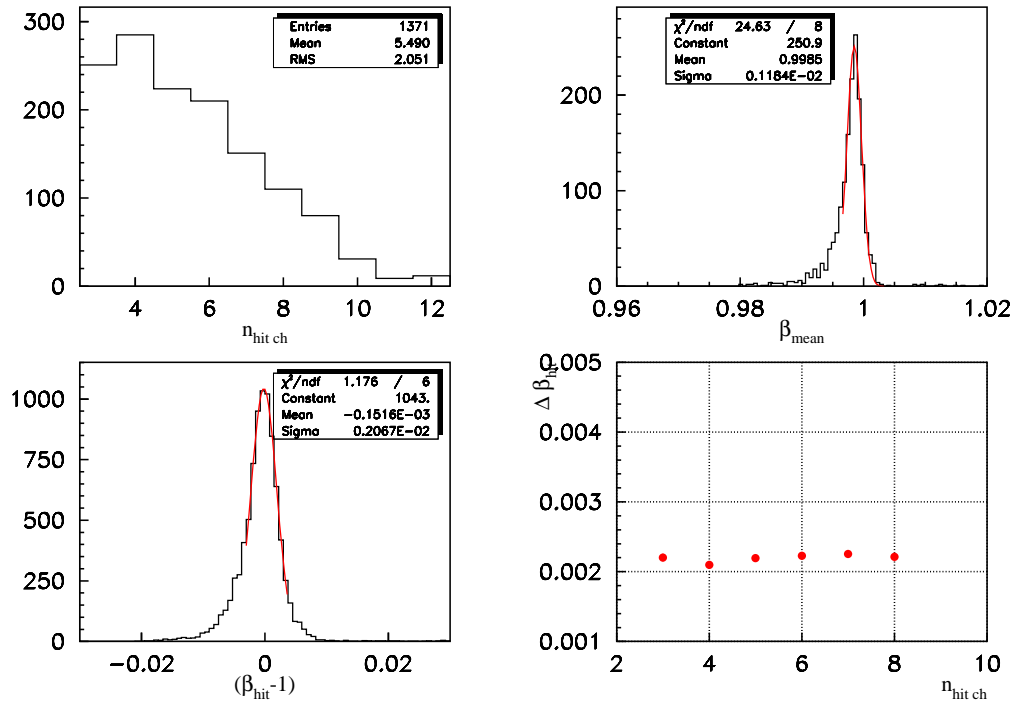 Entries 1371
Mean 5.490
RMS 2.051
0
100
200
300
4 6 8 10 12
n_hit ch
χ²/ndf 24.63 / 8
Constant 250.9
Mean 0.9985
Sigma 0.1184E-02
0
100
200
0.96 0.98 1 1.02
β_mean
χ²/ndf 1.176 / 6
Constant 1043.
Mean -0.1516E-03
Sigma 0.2067E-02
0
250
500
750
1000
-0.02 0 0.02
(β_hit-1)
Δ β_hit
0.005
0.004
0.003
0.002
0.001
2 4 6 8 10
n_hit ch